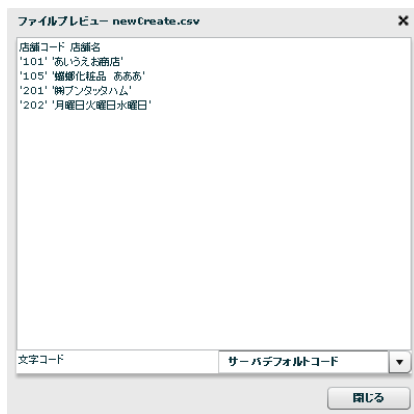 ファイルプレビュー newCreate.csv
店舗コード 店舗名
'101' 'あいうえお商店'
'105' '蟷螂化粧品 あああ'
'201' '㈱ブンタッタハム'
'202' '月曜日火曜日水曜日'
文字コード
サーバデフォルトコード
閉じる